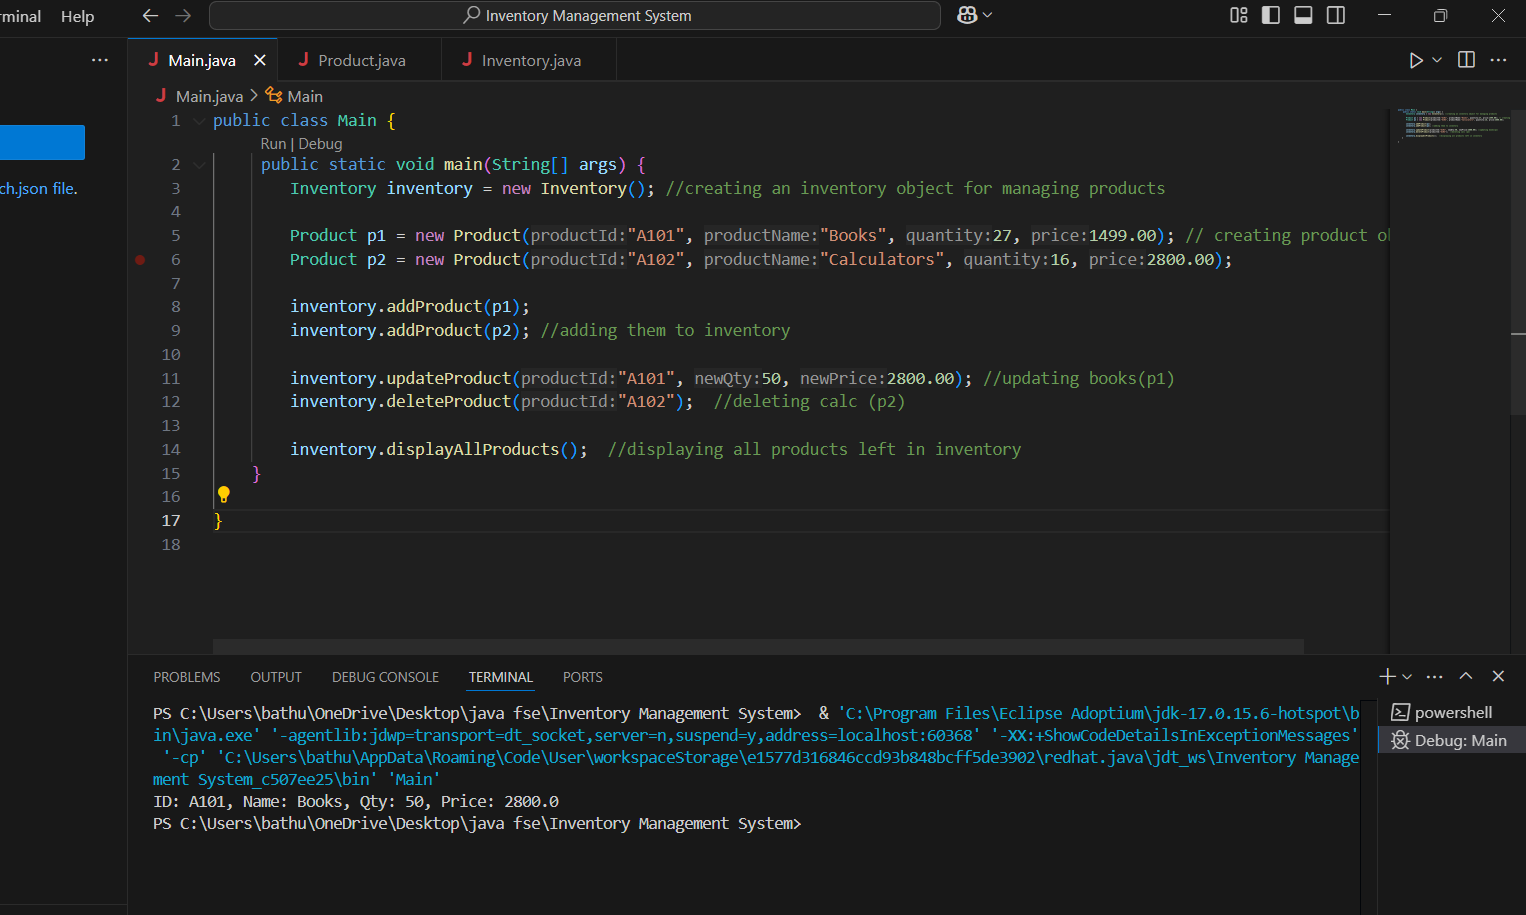 rminal Help Inventory Management System
ch.json file.
Main.java Product.java Inventory.java
Main.java > Main
1 public class Main {
Run | Debug
2 public static void main(String[] args) {
3 Inventory inventory = new Inventory(); //creating an inventory object for managing products
4
5 Product p1 = new Product(productId:"A101", productName:"Books", quantity:27, price:1499.00); // creating product ob
6 Product p2 = new Product(productId:"A102", productName:"Calculators", quantity:16, price:2800.00);
7
8 inventory.addProduct(p1);
9 inventory.addProduct(p2); //adding them to inventory
10
11 inventory.updateProduct(productId:"A101", newQty:50, newPrice:2800.00); //updating books(p1)
12 inventory.deleteProduct(productId:"A102");  //deleting calc (p2)
13
14 inventory.displayAllProducts();  //displaying all products left in inventory
15 }
16
17 }
18
PROBLEMS OUTPUT DEBUG CONSOLE TERMINAL PORTS
PS C:\Users\bathu\OneDrive\Desktop\java fse\Inventory Management System>  & 'C:\Program Files\Eclipse Adoptium\jdk-17.0.15.6-hotspot\b
in\java.exe' '-agentlib:jdwp=transport=dt_socket,server=n,suspend=y,address=localhost:60368' '-XX:+ShowCodeDetailsInExceptionMessages'
'-cp' 'C:\Users\bathu\AppData\Roaming\Code\User\workspaceStorage\e1577d316846ccd93b848bcff5de3902\redhat.java\jdt_ws\Inventory Manage
ment System_c507ee25\bin' 'Main'
ID: A101, Name: Books, Qty: 50, Price: 2800.0
PS C:\Users\bathu\OneDrive\Desktop\java fse\Inventory Management System>
powershell
Debug: Main